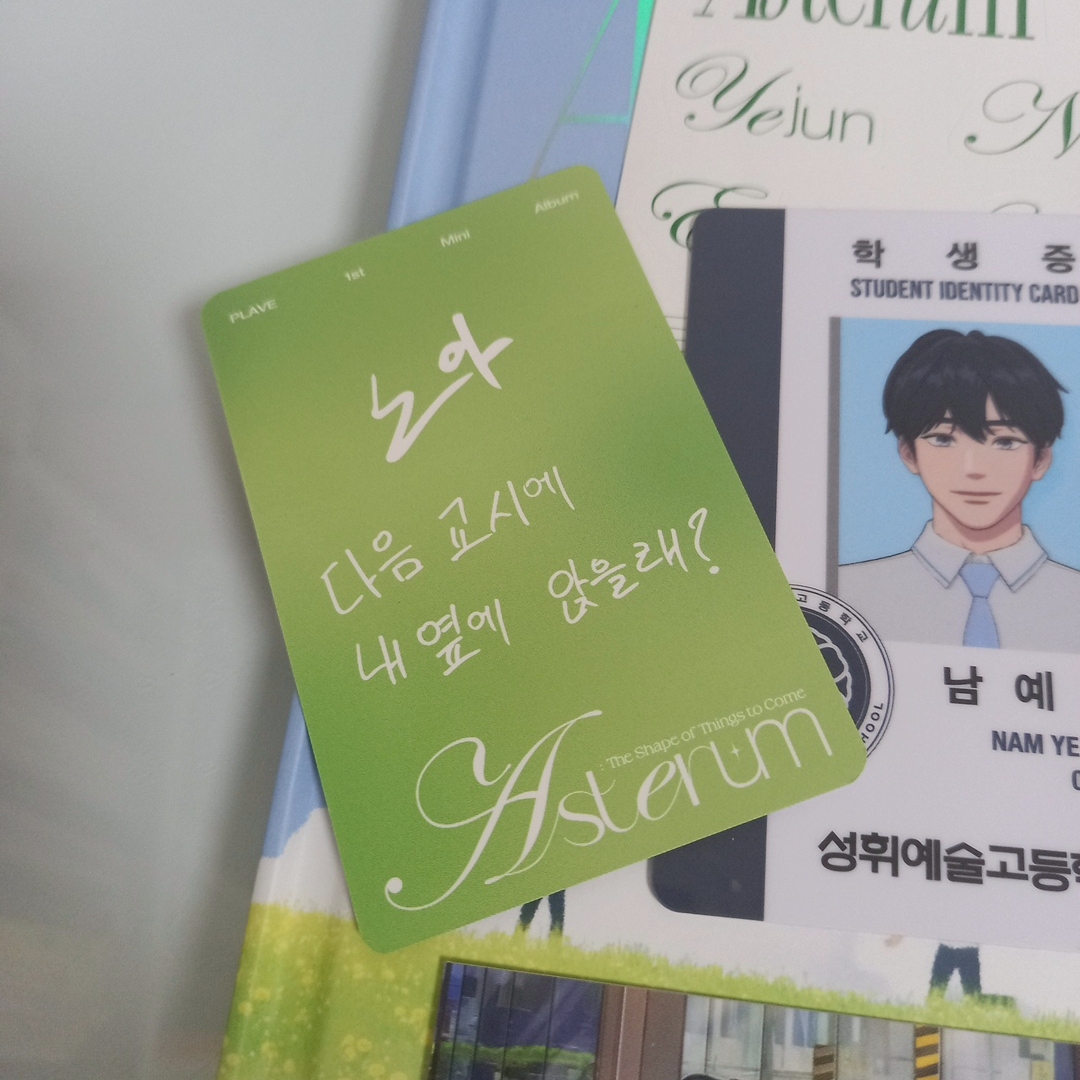 Asterum
Yejun
PLAVE 1st Mini Album
노아
다음 교시에
내 옆에 앉을래?
: The Shape of Things to Come
Asterum
학생증
STUDENT IDENTITY CARD
남예
NAM YE
성휘예술고등학